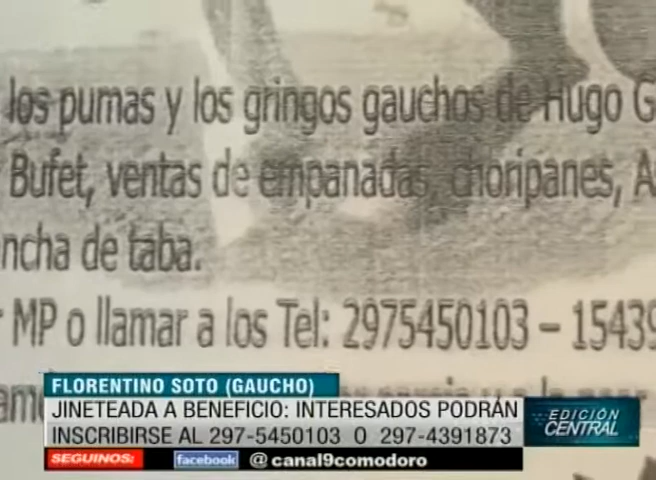 los pumas y los gringos gauchos de Hugo G
Bufet, ventas de empanadas, choripanes, A
ncha de taba.
r MP o llamar a los Tel: 2975450103 – 15439
FLORENTINO SOTO (GAUCHO)
JINETEADA A BENEFICIO: INTERESADOS PODRÁN
INSCRIBIRSE AL 297-5450103 O 297-4391873
EDICIÓN
CENTRAL
SEGUINOS: facebook @canal9comodoro